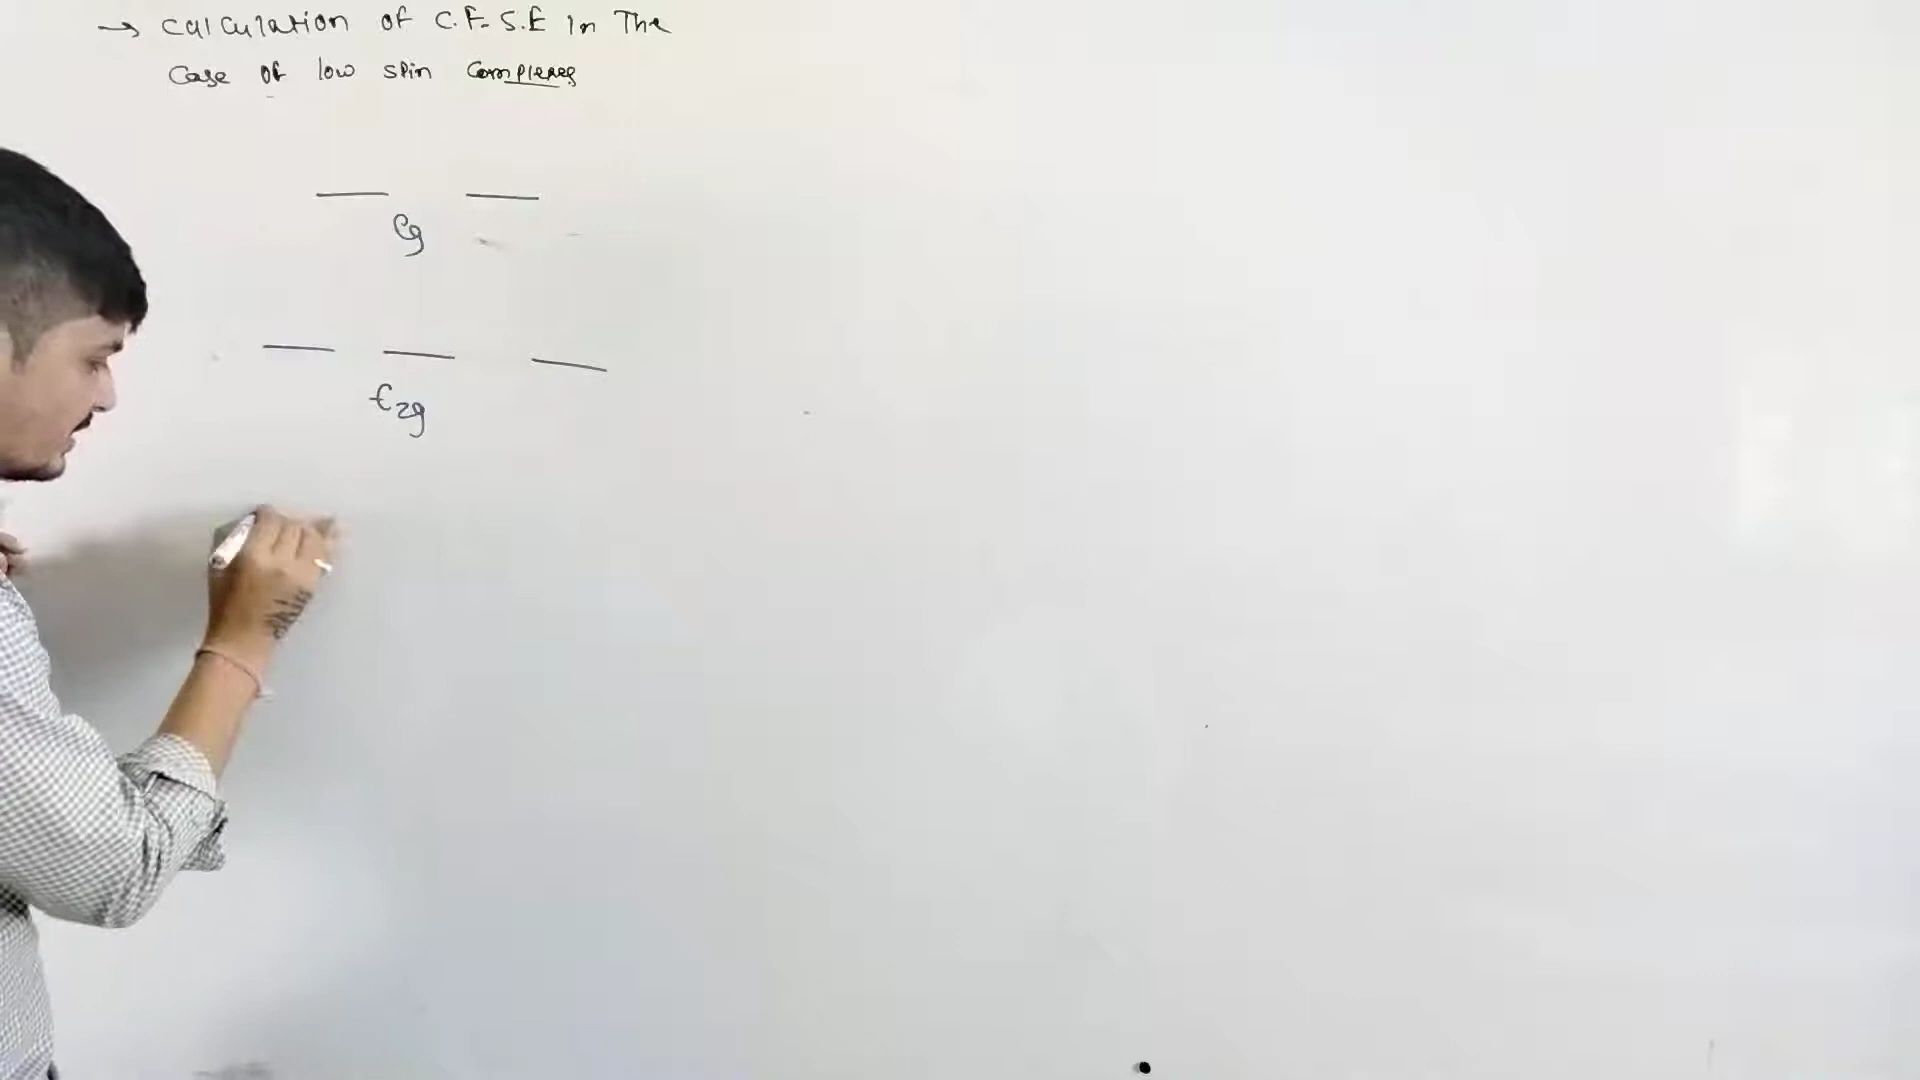 → Calculation of C.F.S.E In The
Case of low spin Complexes
eg
t2g